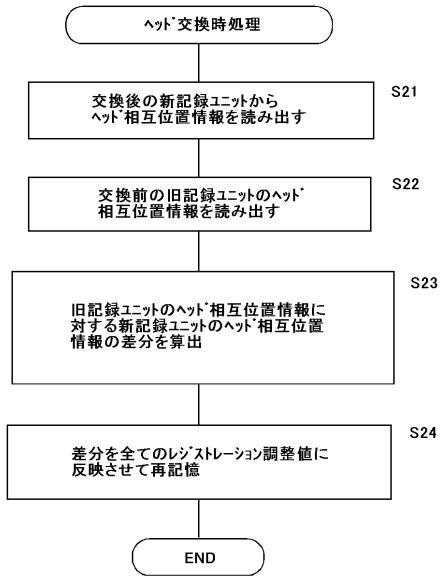 ﾍｯﾄﾞ交換時処理
S21
交換後の新記録ユニットから
ﾍｯﾄﾞ相互位置情報を読み出す
S22
交換前の旧記録ユニットのﾍｯﾄﾞ
相互位置情報を読み出す
S23
旧記録ユニットのﾍｯﾄﾞ相互位置情報に
対する新記録ユニットのﾍｯﾄﾞ相互位置
情報の差分を算出
S24
差分を全てのﾚｼﾞｽﾄﾚｰｼｮﾝ調整値に
反映させて再記憶
END